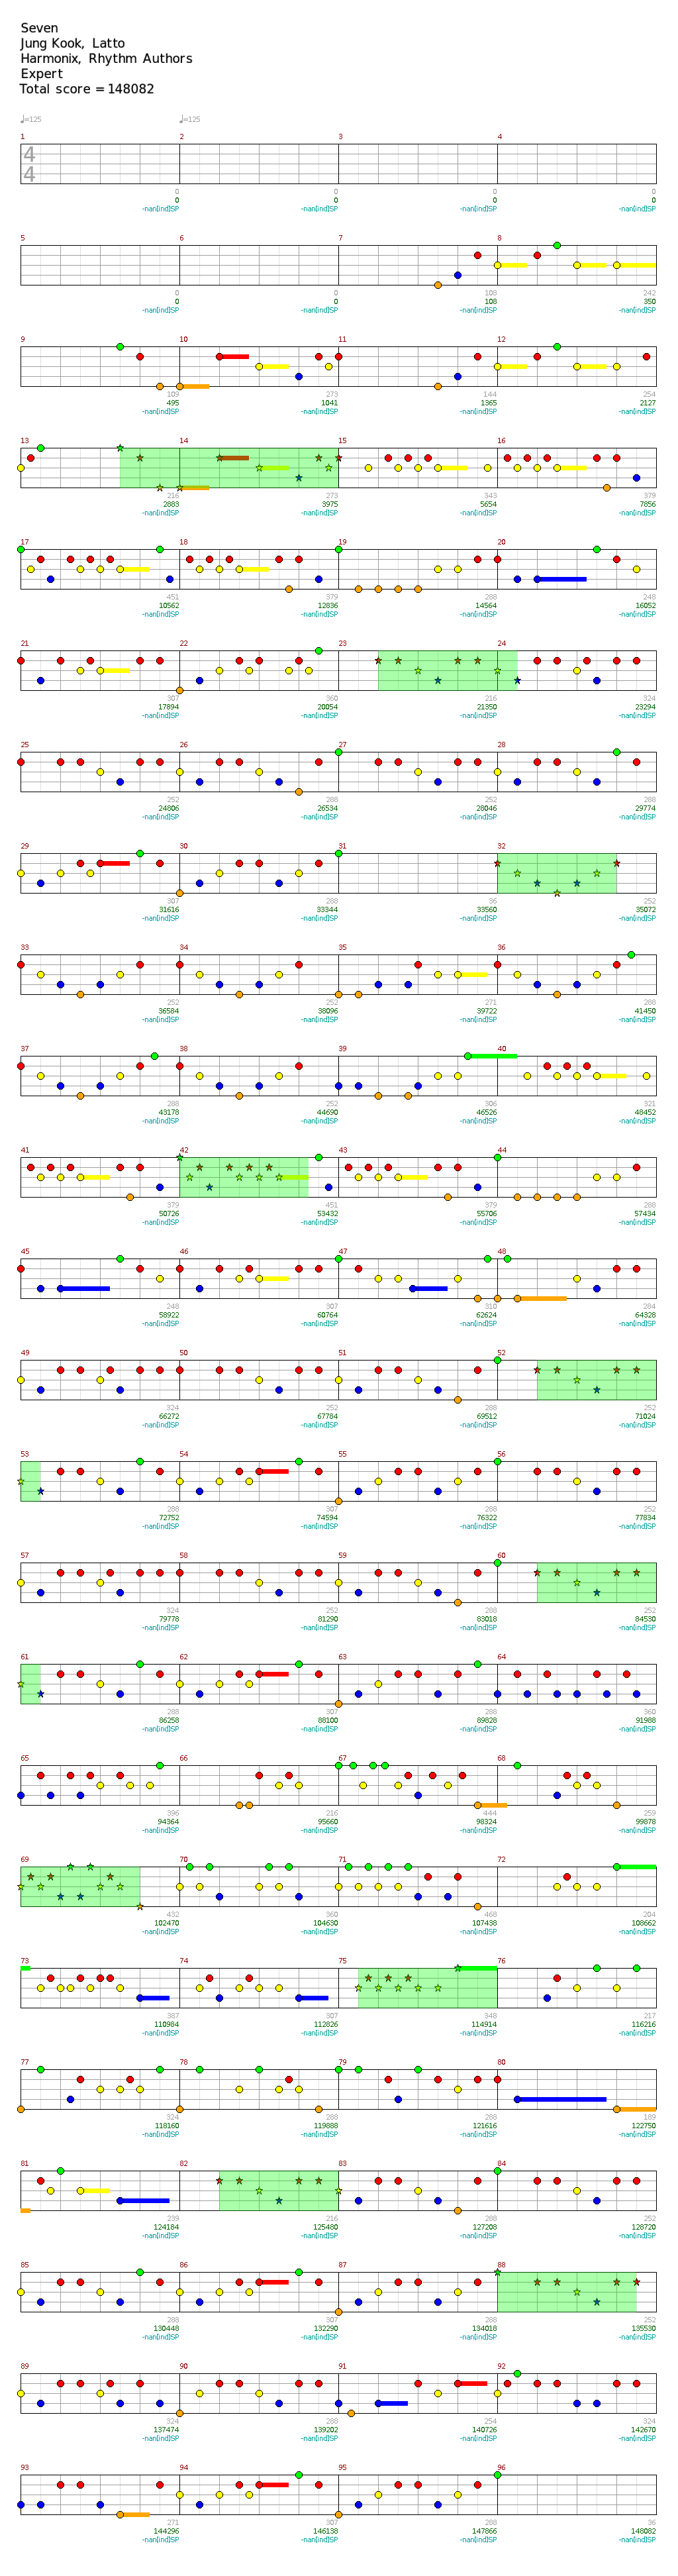 Seven
Jung Kook, Latto
Harmonix, Rhythm Authors
Expert
Total score = 148082
♩=125 ♩=125
1 2 3 4
4
4
0 0 0 0
0 0 0 0
-nan(ind)SP -nan(ind)SP -nan(ind)SP -nan(ind)SP
5 6 7 8
0 0 108 242
0 0 108 350
-nan(ind)SP -nan(ind)SP -nan(ind)SP -nan(ind)SP
9 10 11 12
109 273 144 254
495 1041 1365 2127
-nan(ind)SP -nan(ind)SP -nan(ind)SP -nan(ind)SP
13 14 15 16
216 273 343 379
2883 3975 5654 7856
-nan(ind)SP -nan(ind)SP -nan(ind)SP -nan(ind)SP
17 18 19 20
451 379 288 248
10562 12836 14564 16052
-nan(ind)SP -nan(ind)SP -nan(ind)SP -nan(ind)SP
21 22 23 24
307 360 216 324
17894 20054 21350 23294
-nan(ind)SP -nan(ind)SP -nan(ind)SP -nan(ind)SP
25 26 27 28
252 288 252 288
24806 26534 28046 29774
-nan(ind)SP -nan(ind)SP -nan(ind)SP -nan(ind)SP
29 30 31 32
307 288 36 252
31616 33344 33560 35072
-nan(ind)SP -nan(ind)SP -nan(ind)SP -nan(ind)SP
33 34 35 36
252 252 271 288
36584 38096 39722 41450
-nan(ind)SP -nan(ind)SP -nan(ind)SP -nan(ind)SP
37 38 39 40
288 252 306 321
43178 44690 46526 48452
-nan(ind)SP -nan(ind)SP -nan(ind)SP -nan(ind)SP
41 42 43 44
379 451 379 288
50726 53432 55706 57434
-nan(ind)SP -nan(ind)SP -nan(ind)SP -nan(ind)SP
45 46 47 48
248 307 310 284
58922 60764 62624 64328
-nan(ind)SP -nan(ind)SP -nan(ind)SP -nan(ind)SP
49 50 51 52
324 252 288 252
66272 67784 69512 71024
-nan(ind)SP -nan(ind)SP -nan(ind)SP -nan(ind)SP
53 54 55 56
288 307 288 252
72752 74594 76322 77834
-nan(ind)SP -nan(ind)SP -nan(ind)SP -nan(ind)SP
57 58 59 60
324 252 288 252
79778 81290 83018 84530
-nan(ind)SP -nan(ind)SP -nan(ind)SP -nan(ind)SP
61 62 63 64
288 307 288 360
86258 88100 89828 91988
-nan(ind)SP -nan(ind)SP -nan(ind)SP -nan(ind)SP
65 66 67 68
396 216 444 259
94364 95660 98324 99878
-nan(ind)SP -nan(ind)SP -nan(ind)SP -nan(ind)SP
69 70 71 72
432 360 468 204
102470 104630 107438 108662
-nan(ind)SP -nan(ind)SP -nan(ind)SP -nan(ind)SP
73 74 75 76
387 307 348 217
110984 112826 114914 116216
-nan(ind)SP -nan(ind)SP -nan(ind)SP -nan(ind)SP
77 78 79 80
324 288 288 189
118160 119888 121616 122750
-nan(ind)SP -nan(ind)SP -nan(ind)SP -nan(ind)SP
81 82 83 84
239 216 288 252
124184 125480 127208 128720
-nan(ind)SP -nan(ind)SP -nan(ind)SP -nan(ind)SP
85 86 87 88
288 307 288 252
130448 132290 134018 135530
-nan(ind)SP -nan(ind)SP -nan(ind)SP -nan(ind)SP
89 90 91 92
324 288 254 324
137474 139202 140726 142670
-nan(ind)SP -nan(ind)SP -nan(ind)SP -nan(ind)SP
93 94 95 96
271 307 288 36
144296 146138 147866 148082
-nan(ind)SP -nan(ind)SP -nan(ind)SP -nan(ind)SP